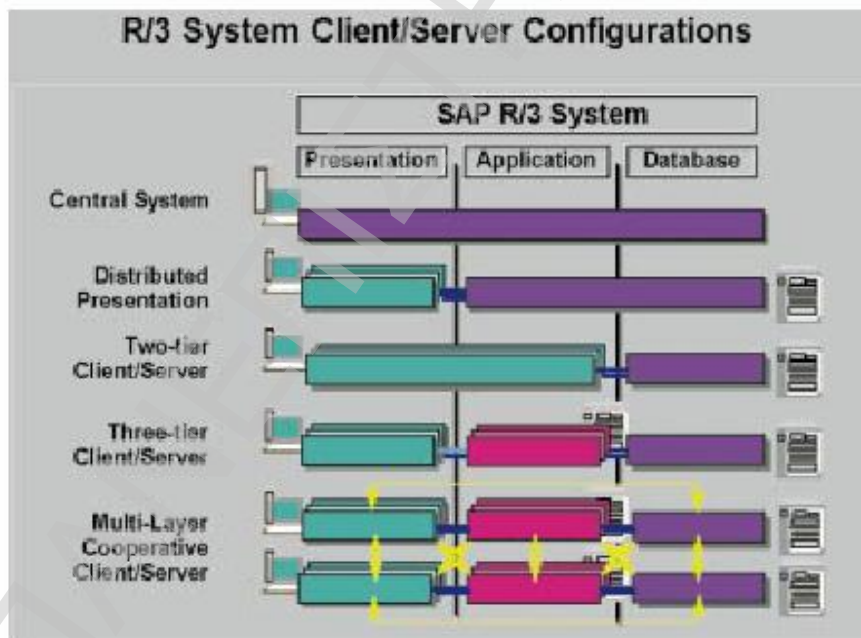 R/3 System Client/Server Configurations
SAP R/3 System
Presentation
Application
Database
Central System
Distributed
Presentation
Two-tier
Client/Server
Three-tier
Client/Server
Multi-Layer
Cooperative
Client/Server